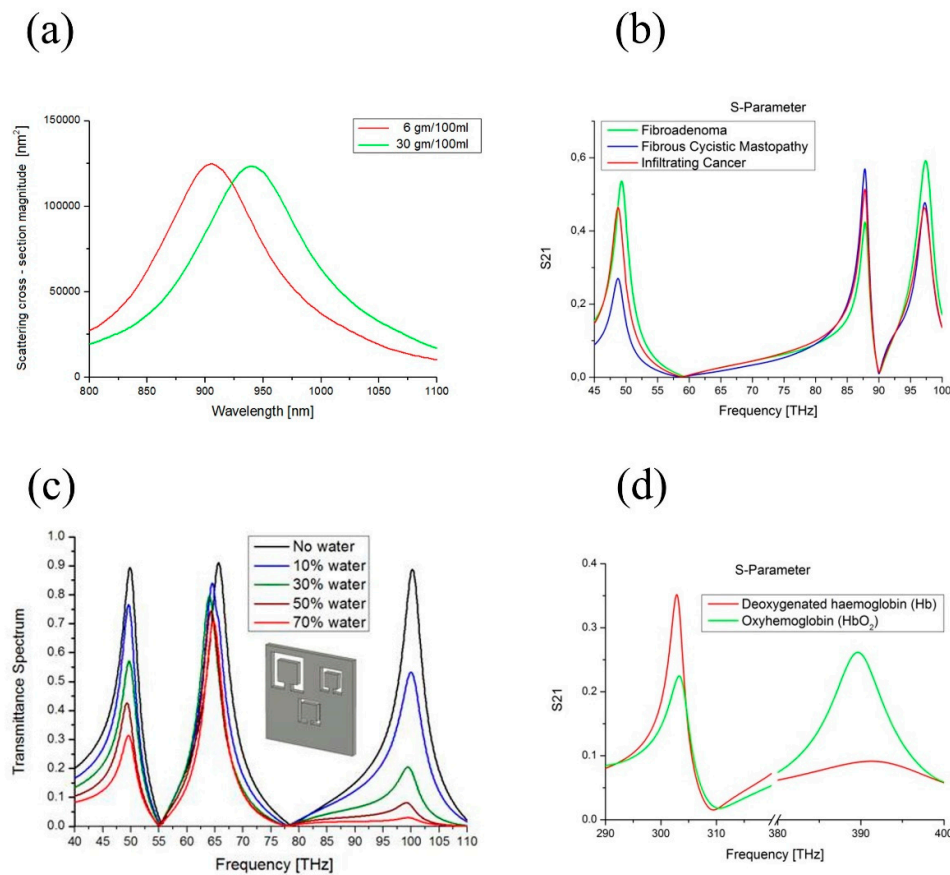 (a)
150000
100000
50000
0
800 850 900 950 1000 1050 1100
Scattering cross - section magnitude [nm²]
Wavelength [nm]
6 gm/100ml
30 gm/100ml
(b)
S-Parameter
Fibroadenoma
Fibrous Cycistic Mastopathy
Infiltrating Cancer
0,6
0,4
0,2
0,0
S21
45 50 55 60 65 70 75 80 85 90 95 100
Frequency [THz]
(c)
1.0
0.9
0.8
0.7
0.6
0.5
0.4
0.3
0.2
0.1
0.0
Transmittance Spectrum
No water
10% water
30% water
50% water
70% water
40 45 50 55 60 65 70 75 80 85 90 95 100 105 110
Frequency [THz]
(d)
S-Parameter
Deoxygenated haemoglobin (Hb)
Oxyhemoglobin (HbO₂)
0.4
0.3
0.2
0.1
0.0
S21
290 300 310 380 390 400
Frequency [THz]